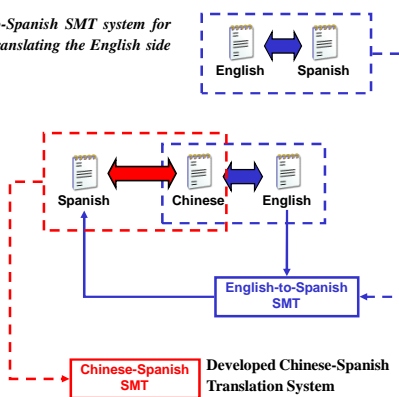 -Spanish SMT system for
ranslating the English side
English Spanish
Spanish Chinese English
English-to-Spanish
SMT
Chinese-Spanish
SMT
Developed Chinese-Spanish
Translation System